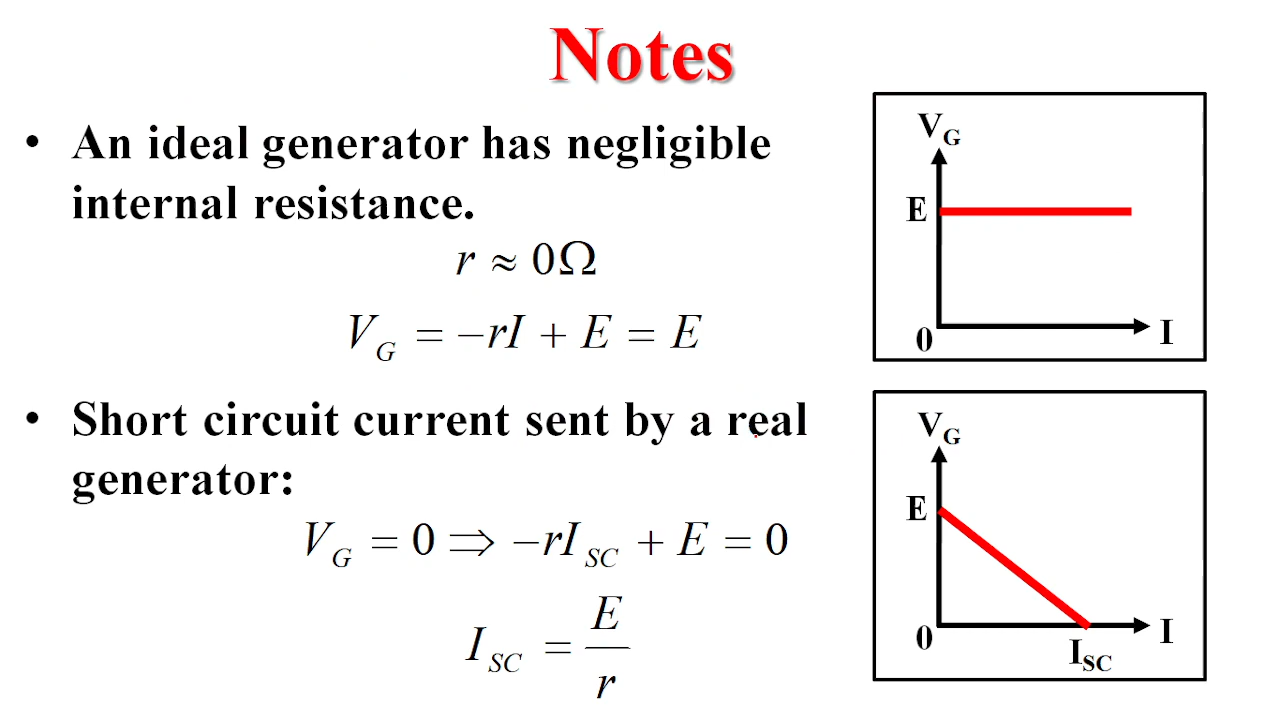 Notes
• An ideal generator has negligible
internal resistance.
r ≈ 0Ω
V_G = −rI + E = E
• Short circuit current sent by a real
generator:
V_G = 0 ⇒ −rI_SC + E = 0
I_SC = E/r
V_G
E
0
I
V_G
E
0
I_SC
I